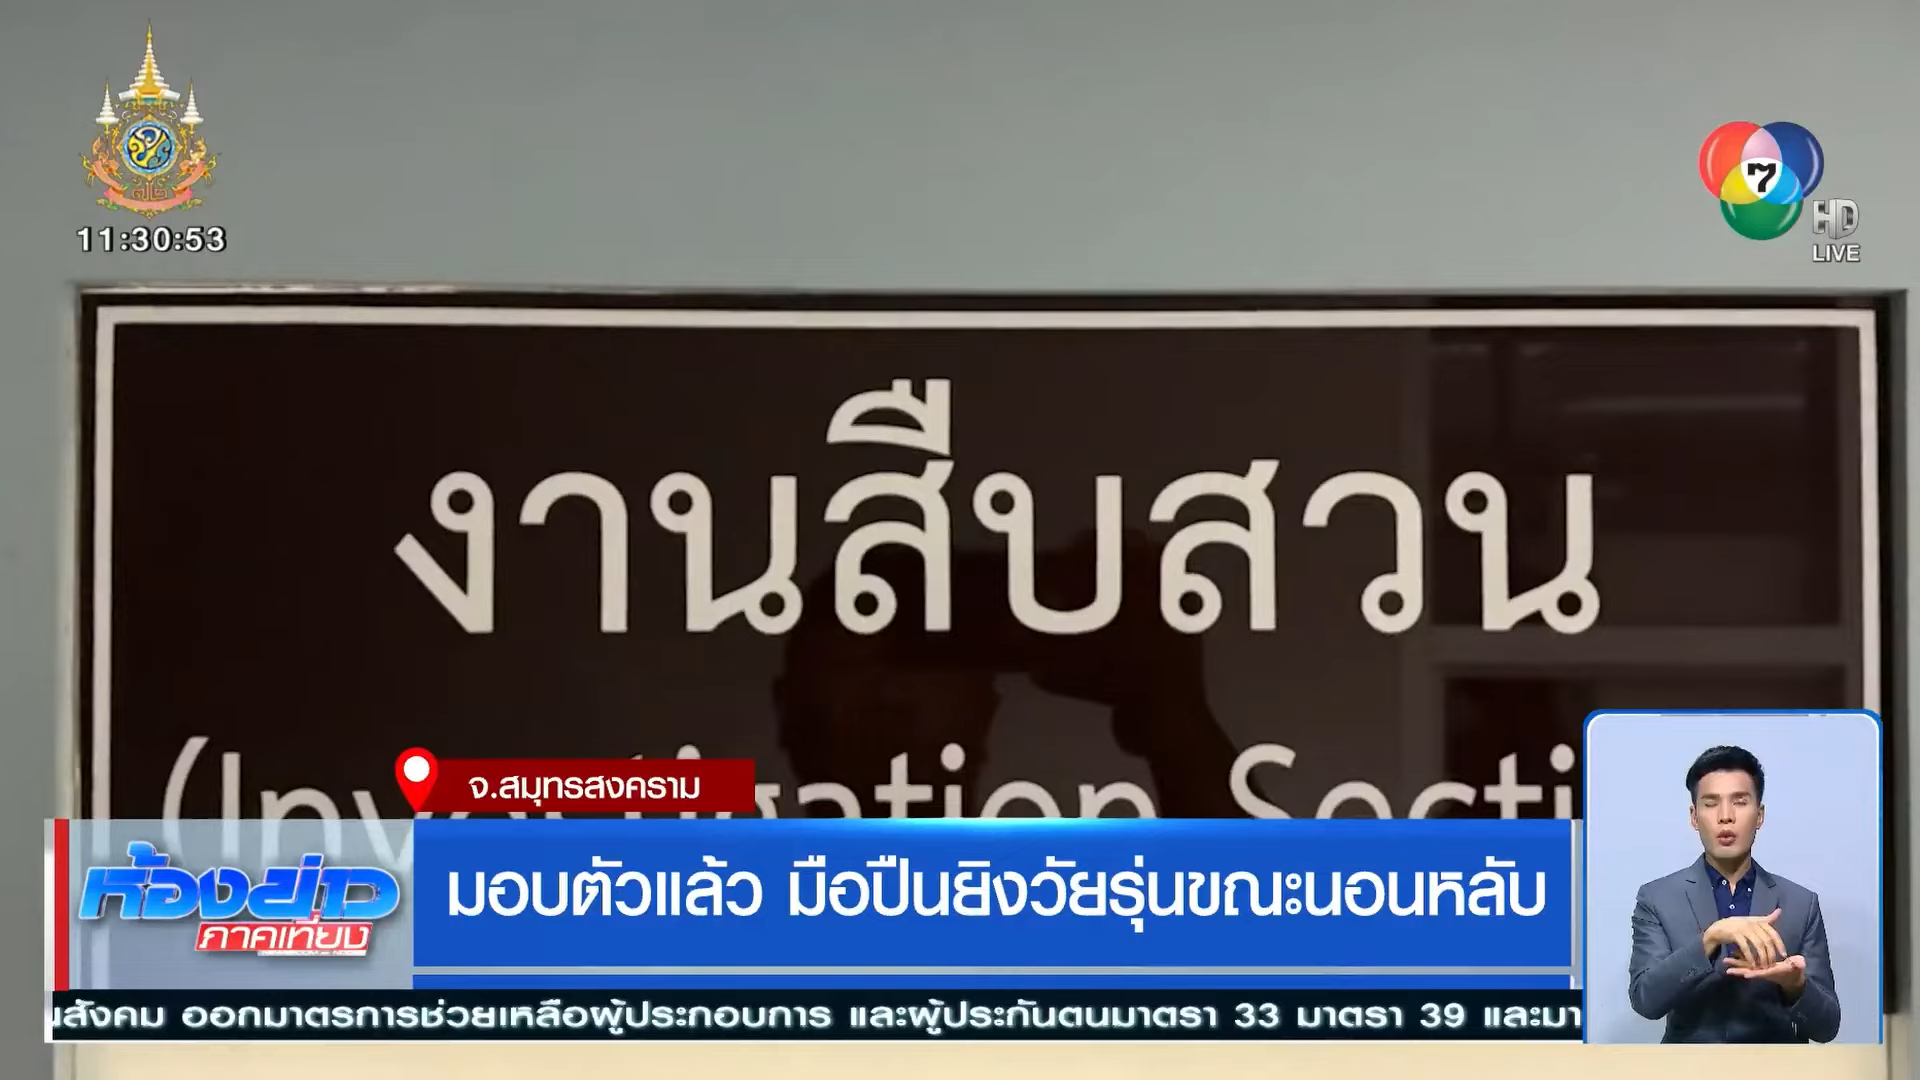 11:30:53
7
HD
LIVE
งานสืบสวน
(Investigation Secti
จ.สมุทรสงคราม
ห้องข่าว
ภาคเที่ยง
มอบตัวแล้ว มือปืนยิงวัยรุ่นขณะนอนหลับ
นสังคม ออกมาตรการช่วยเหลือผู้ประกอบการ และผู้ประกันตนมาตรา 33 มาตรา 39 และมา